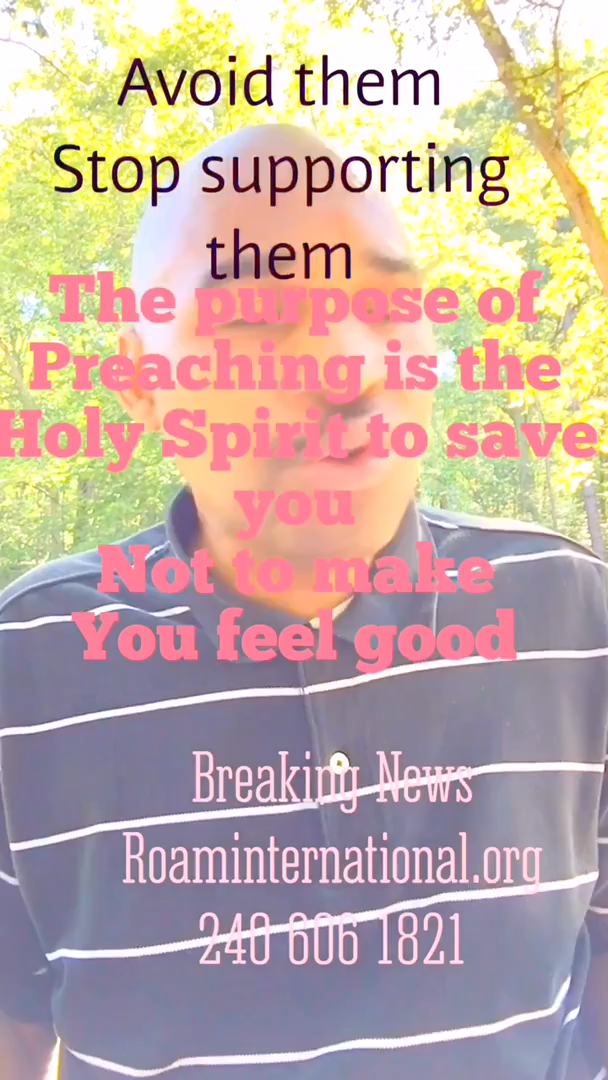 Avoid them
Stop supporting
them
The purpose of
Preaching is the
Holy Spirit to save
you
Not to make
You feel good
Breaking News
Roaminternational.org
240 606 1821